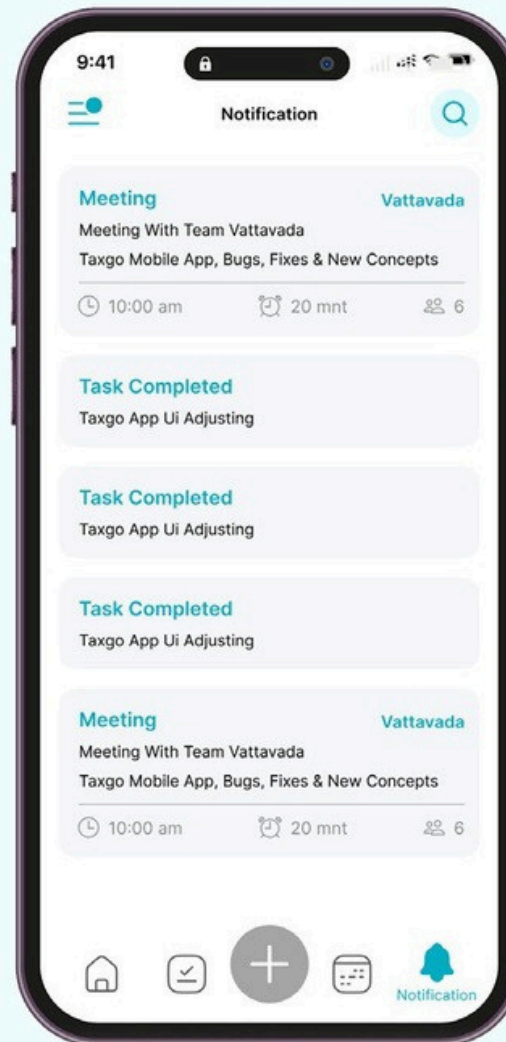 9:41
Notification
Meeting Vattavada
Meeting With Team Vattavada
Taxgo Mobile App, Bugs, Fixes & New Concepts
10:00 am 20 mnt 6
Task Completed
Taxgo App Ui Adjusting
Task Completed
Taxgo App Ui Adjusting
Task Completed
Taxgo App Ui Adjusting
Meeting Vattavada
Meeting With Team Vattavada
Taxgo Mobile App, Bugs, Fixes & New Concepts
10:00 am 20 mnt 6
Notification